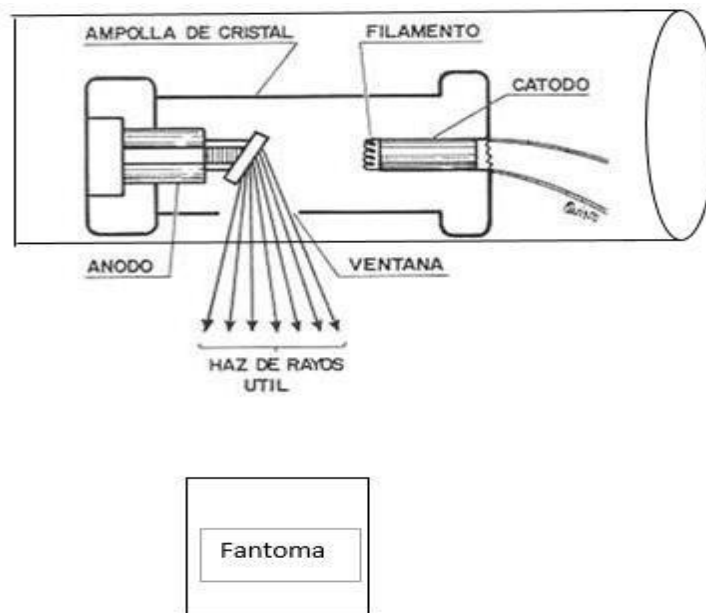 AMPOLLA DE CRISTAL
FILAMENTO
CATODO
ANODO
VENTANA
HAZ DE RAYOS
UTIL
Fantoma